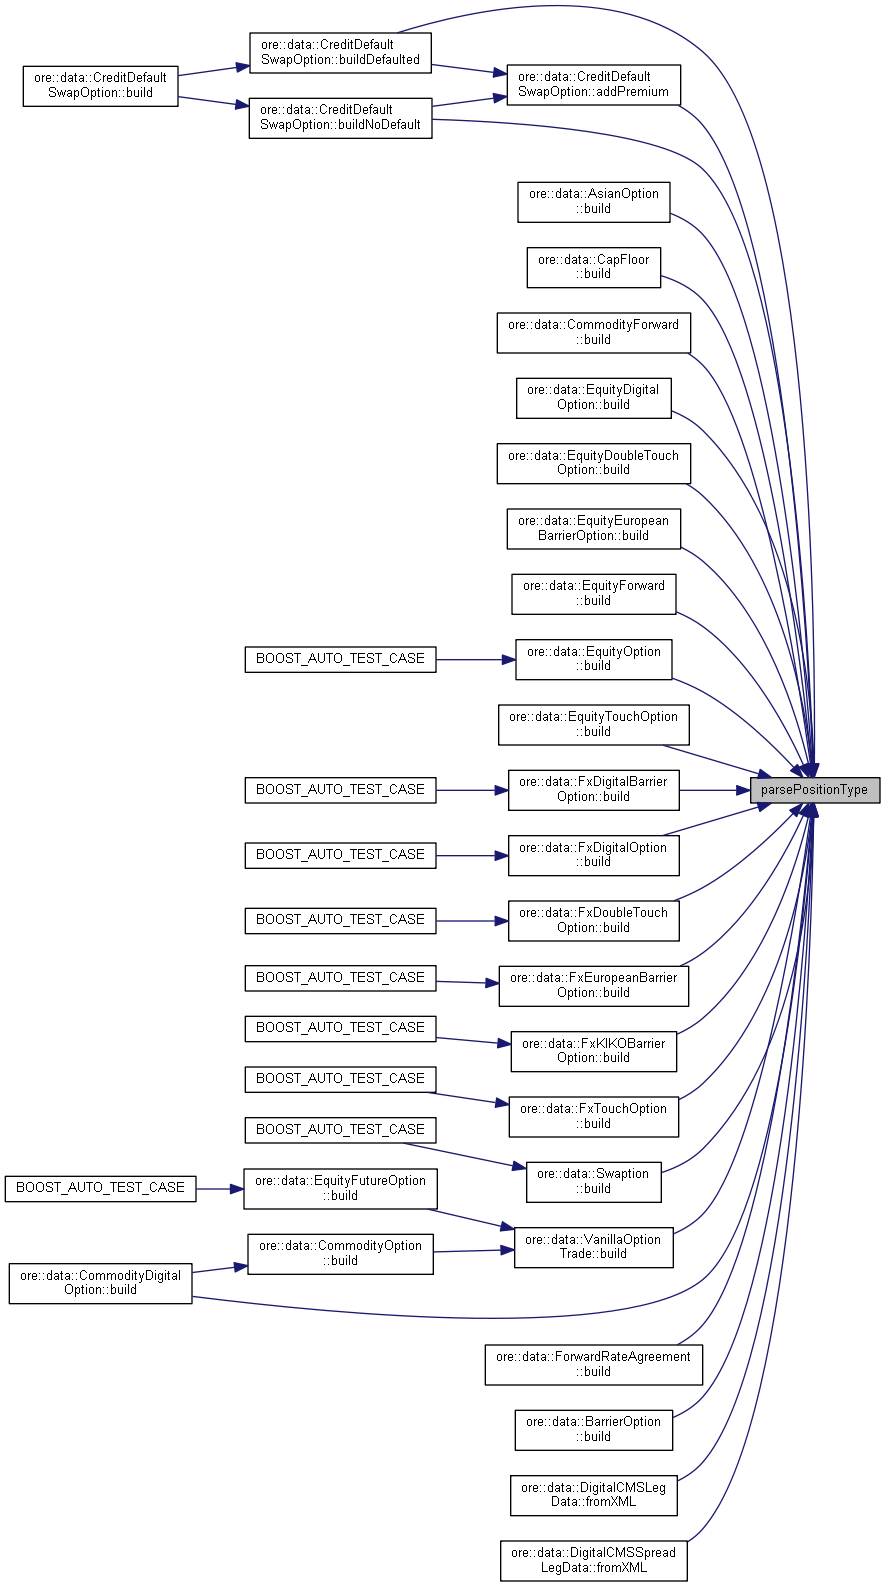 ore::data::CreditDefault
SwapOption::buildDefaulted
ore::data::CreditDefault
SwapOption::build
ore::data::CreditDefault
SwapOption::addPremium
ore::data::CreditDefault
SwapOption::buildNoDefault
ore::data::AsianOption
::build
ore::data::CapFloor
::build
ore::data::CommodityForward
::build
ore::data::EquityDigital
Option::build
ore::data::EquityDoubleTouch
Option::build
ore::data::EquityEuropean
BarrierOption::build
ore::data::EquityForward
::build
BOOST_AUTO_TEST_CASE
ore::data::EquityOption
::build
ore::data::EquityTouchOption
::build
BOOST_AUTO_TEST_CASE
ore::data::FxDigitalBarrier
Option::build
parsePositionType
BOOST_AUTO_TEST_CASE
ore::data::FxDigitalOption
::build
BOOST_AUTO_TEST_CASE
ore::data::FxDoubleTouch
Option::build
BOOST_AUTO_TEST_CASE
ore::data::FxEuropeanBarrier
Option::build
BOOST_AUTO_TEST_CASE
ore::data::FxKIKOBarrier
Option::build
BOOST_AUTO_TEST_CASE
ore::data::FxTouchOption
::build
BOOST_AUTO_TEST_CASE
ore::data::Swaption
::build
BOOST_AUTO_TEST_CASE
ore::data::EquityFutureOption
::build
ore::data::VanillaOption
Trade::build
ore::data::CommodityOption
::build
ore::data::CommodityDigital
Option::build
ore::data::ForwardRateAgreement
::build
ore::data::BarrierOption
::build
ore::data::DigitalCMSLeg
Data::fromXML
ore::data::DigitalCMSSpread
LegData::fromXML